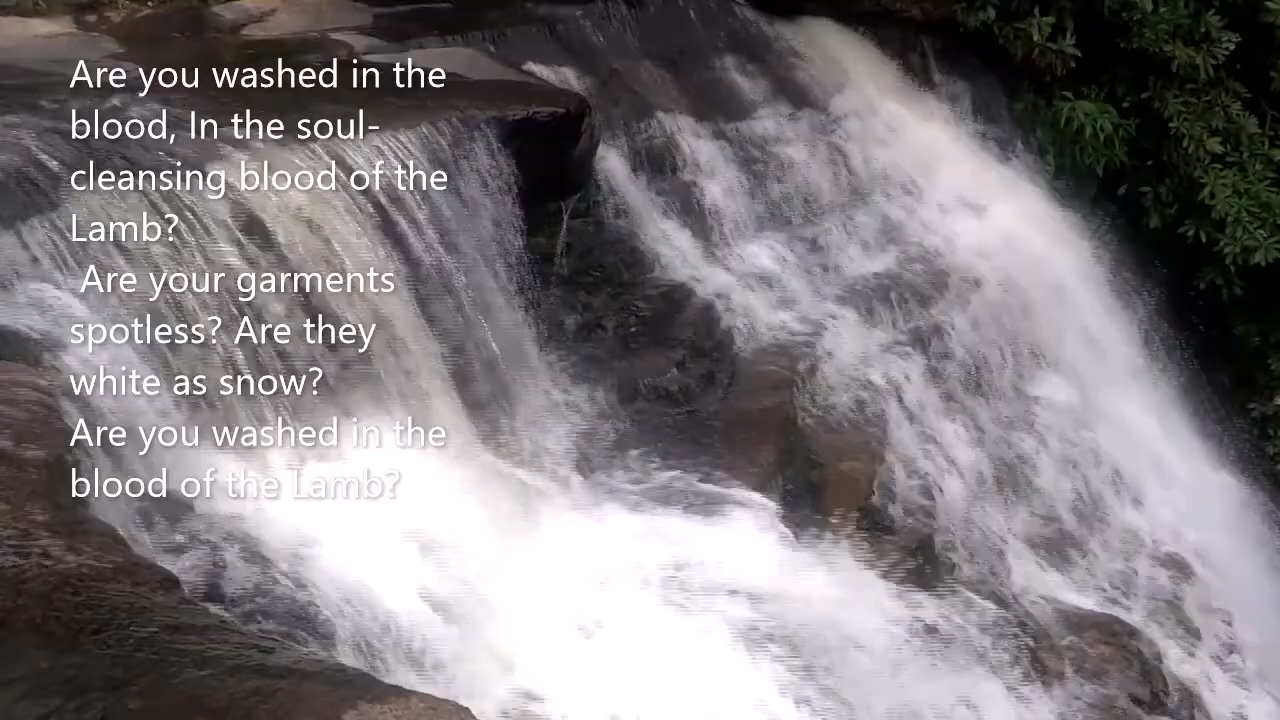 Are you washed in the
blood, In the soul-
cleansing blood of the
Lamb?
Are your garments
spotless? Are they
white as snow?
Are you washed in the
blood of the Lamb?